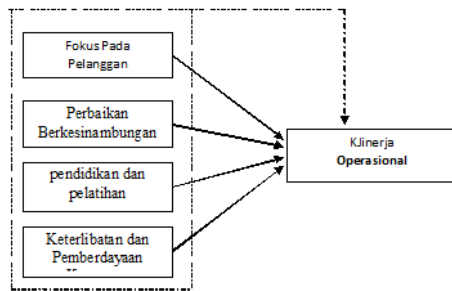 Fokus Pada
Pelanggan
Perbaikan
Berkesinambungan
pendidikan dan
pelatihan
Keterlibatan dan
Pemberdayaan
KJinerja
Operasional